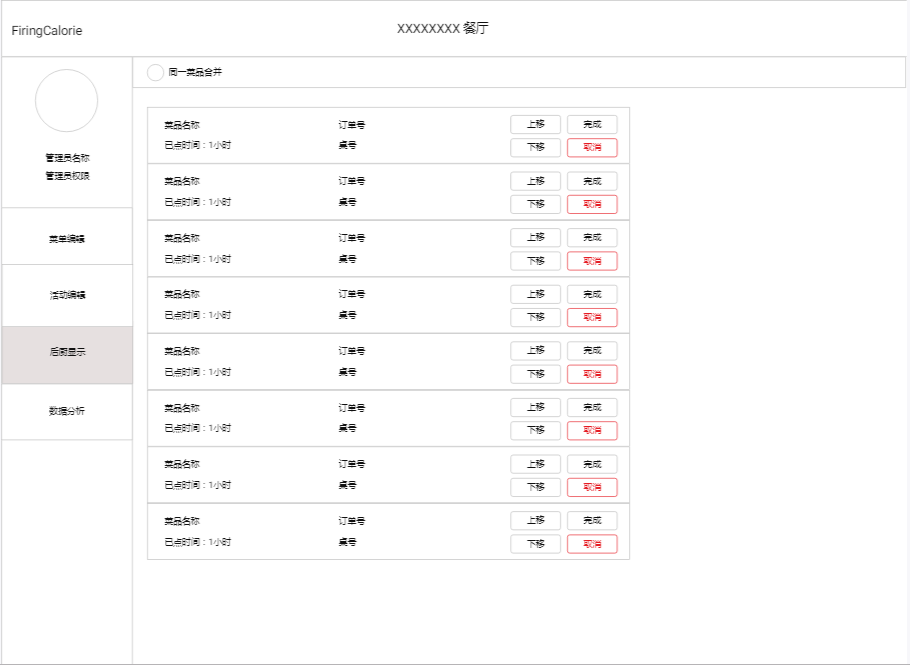 FiringCalorie
XXXXXXXX 餐厅
管理员名称
管理员权限
菜单编辑
活动编辑
后厨显示
数据分析
同一菜品合并
菜品名称 订单号 上移 完成
已点时间：1小时 桌号 下移 取消
菜品名称 订单号 上移 完成
已点时间：1小时 桌号 下移 取消
菜品名称 订单号 上移 完成
已点时间：1小时 桌号 下移 取消
菜品名称 订单号 上移 完成
已点时间：1小时 桌号 下移 取消
菜品名称 订单号 上移 完成
已点时间：1小时 桌号 下移 取消
菜品名称 订单号 上移 完成
已点时间：1小时 桌号 下移 取消
菜品名称 订单号 上移 完成
已点时间：1小时 桌号 下移 取消
菜品名称 订单号 上移 完成
已点时间：1小时 桌号 下移 取消